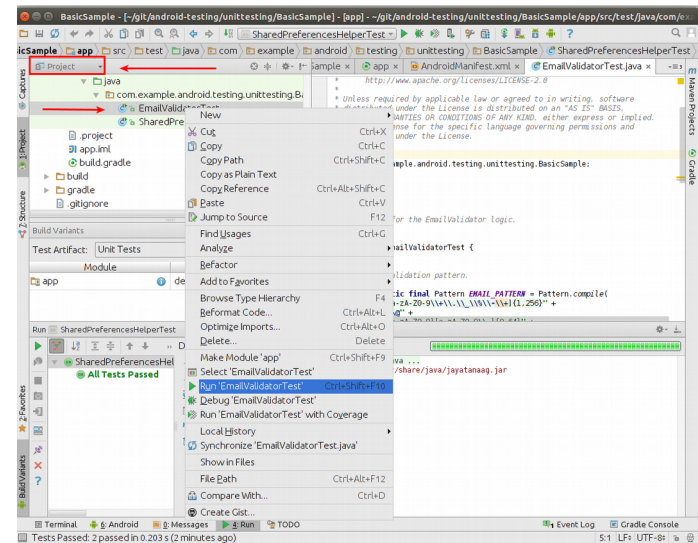 BasicSample - [~/git/android-testing/unittesting/BasicSample] - [app] - ~/git/android-testing/unittesting/BasicSample/app/src/test/java/com/ex
SharedPreferencesHelperTest
icSample app src test java com example android testing unittesting BasicSample SharedPreferencesHelperTest
Project
Sample × app × AndroidManifest.xml × EmailValidatorTest.java ×
Captures
1: Project
2: Structure
2: Favorites
Build Variants
Maven Projects
Gradle
java
com.example.android.testing.unittesting.Ba
EmailValidatorTest
SharedPre
.project
app.iml
build.gradle
build
gradle
.gitignore
Build Variants
Test Artifact: Unit Tests
Module
app
de
* http://www.apache.org/licenses/LICENSE-2.0
*
* Unless required by applicable law or agreed to in writing, software
* distributed under the License is distributed on an "AS IS" BASIS,
ANTIES OR CONDITIONS OF ANY KIND, either express or implied.
ense for the specific language governing permissions and
under the License.
ample.android.testing.unittesting.BasicSample;
for the EmailValidator logic.
mailValidatorTest {
alidation pattern.
tic final Pattern EMAIL_PATTERN = Pattern.compile(
New
Cut Ctrl+X
Copy Ctrl+C
Copy Path Ctrl+Shift+C
Copy as Plain Text
Copy Reference Ctrl+Alt+Shift+C
Paste Ctrl+V
Jump to Source F12
Find Usages Ctrl+G
Analyze
Refactor
Add to Favorites
Browse Type Hierarchy F4
Reformat Code... Ctrl+Alt+L
Optimize Imports... Ctrl+Alt+O
Delete... Delete
Make Module 'app' Ctrl+Shift+F9
Select 'EmailValidatorTest'
Run 'EmailValidatorTest' Ctrl+Shift+F10
Debug 'EmailValidatorTest'
Run 'EmailValidatorTest' with Coverage
Local History
Synchronize 'EmailValidatorTest.java'
Show in Files
File Path Ctrl+Alt+F12
Compare With... Ctrl+D
Create Gist...
Run SharedPreferencesHelperTest
SharedPreferencesHel
All Tests Passed
va ...
/share/java/jayatanaag.jar
Terminal 6: Android 0: Messages 4: Run TODO Event Log Gradle Console
Tests Passed: 2 passed in 0.203 s (2 minutes ago) 5:1 LF÷ UTF-8÷